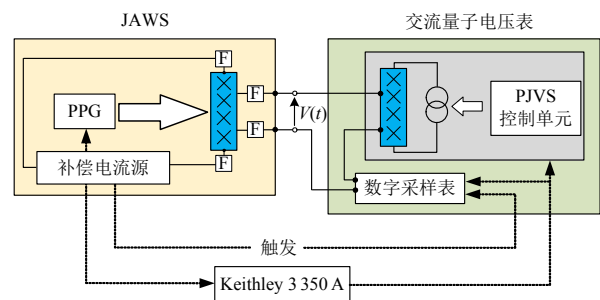 JAWS
交流量子电压表
F
PPG
F
F
V(t)
F
补偿电流源
PJVS
控制单元
数字采样表
触发
Keithley 3 350 A